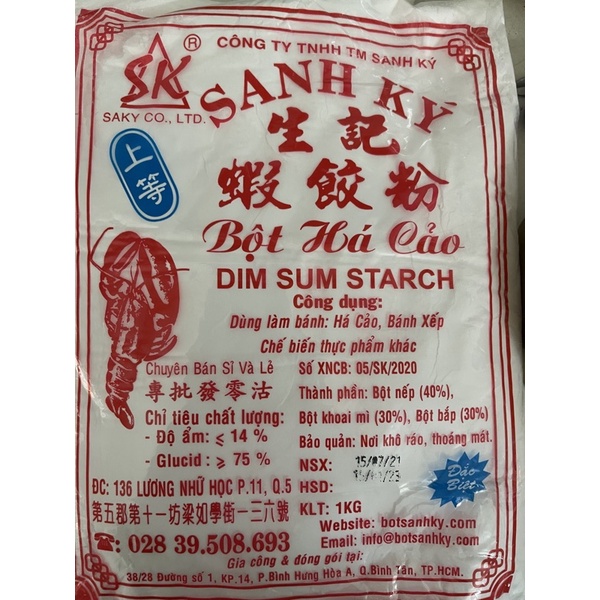 SK ®
SAKY CO., LTD.
CÔNG TY TNHH TM SANH KÝ
SANH KÝ
生記
上等
蝦餃粉
Bột Há Cảo
DIM SUM STARCH
Công dụng:
Dùng làm bánh: Há Cảo, Bánh Xếp
Chế biến thực phẩm khác
Chuyên Bán Sỉ Và Lẻ
專批發零沽
Chỉ tiêu chất lượng:
- Độ ẩm: ≤ 14 %
- Glucid: ≥ 75 %
Số XNCB: 05/SK/2020
Thành phần: Bột nếp (40%),
Bột khoai mì (30%), Bột bắp (30%)
Bảo quản: Nơi khô ráo, thoáng mát.
NSX: 15/07/21
HSD:
Đặc
Biệt
KLT: 1KG
ĐC: 136 LƯƠNG NHỮ HỌC P.11, Q.5
第五郡第十一坊梁如學街一三六號
☎: 028 39.508.693
Website: botsanhky.com
Email: info@botsanhky.com
Gia công & đóng gói tại:
38/28 Đường số 1, KP.14, P.Bình Hưng Hòa A, Q.Bình Tân, TP.HCM.